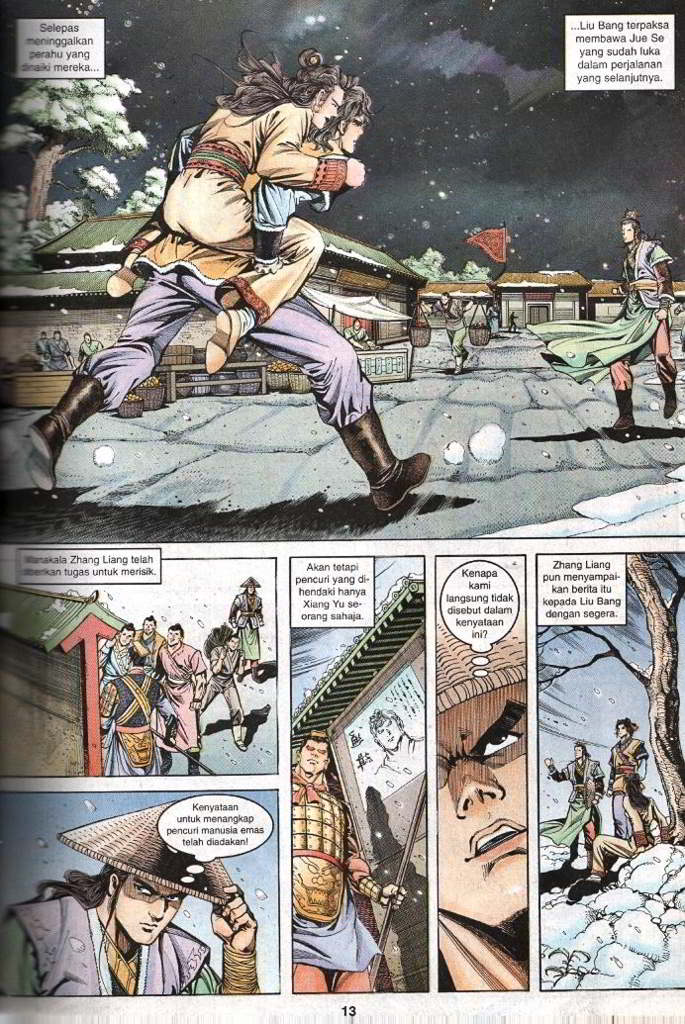 Selepas
meninggalkan
perahu yang
dinaiki mereka...
...Liu Bang terpaksa
membawa Jue Se
yang sudah luka
dalam perjalanan
yang selanjutnya.
Manakala Zhang Liang telah
diberikan tugas untuk merisik.
Kenyataan
untuk menangkap
pencuri manusia emas
telah diadakan!
Akan tetapi
pencuri yang di-
hendaki hanya
Xiang Yu se-
orang sahaja.
Kenapa
kami
langsung tidak
disebut dalam
kenyataan
ini?
Zhang Liang
pun menyampai-
kan berita itu
kepada Liu Bang
dengan segera.
13